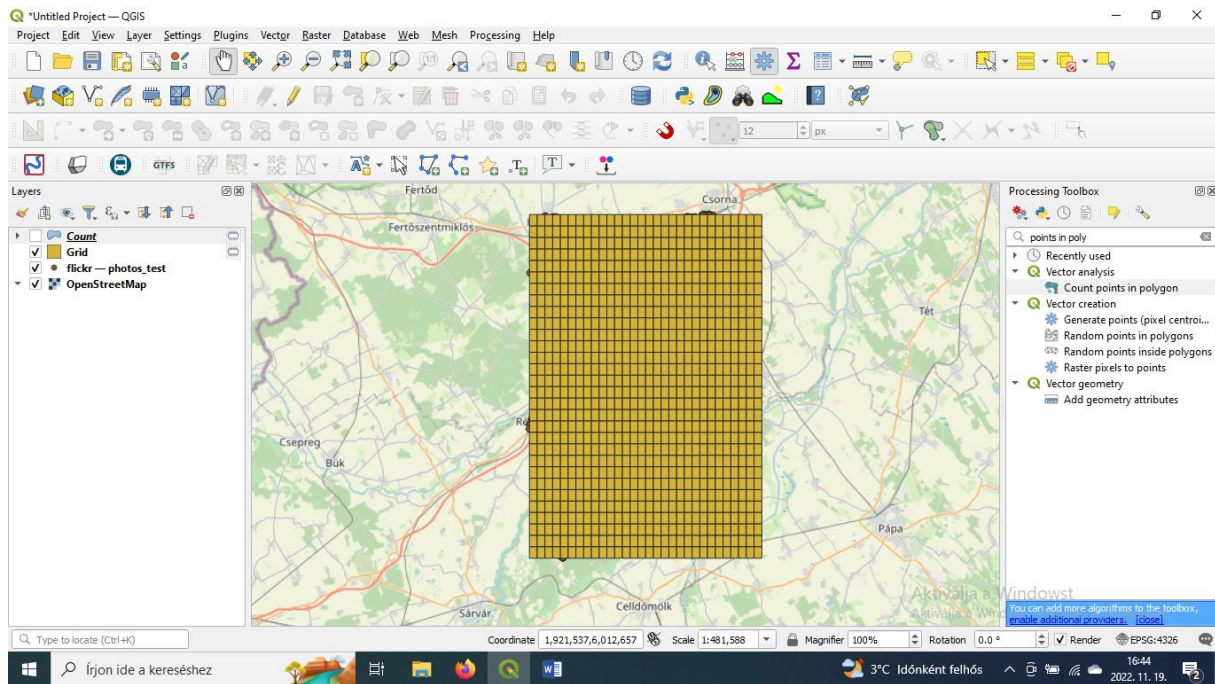 *Untitled Project — QGIS
Project Edit View Layer Settings Plugins Vector Raster Database Web Mesh Processing Help
12 px
GTFS
Layers
Count
Grid
flickr — photos_test
OpenStreetMap
Fertőd
Csorna
Fertőszentmiklós
Tét
Csepreg
Bük
Pápa
Sárvár
Celldömölk
Processing Toolbox
points in poly
Recently used
Vector analysis
Count points in polygon
Vector creation
Generate points (pixel centroi...
Random points in polygons
Random points inside polygons
Raster pixels to points
Vector geometry
Add geometry attributes
Aktiválja a Windowst
You can add more algorithms to the toolbox,
enable additional providers. [close]
Type to locate (Ctrl+K)
Coordinate 1,921,537,6,012,657 Scale 1:481,588 Magnifier 100% Rotation 0.0 ° Render EPSG:4326
Írjon ide a kereséshez
3°C Időnként felhős
16:44
2022. 11. 19.
2